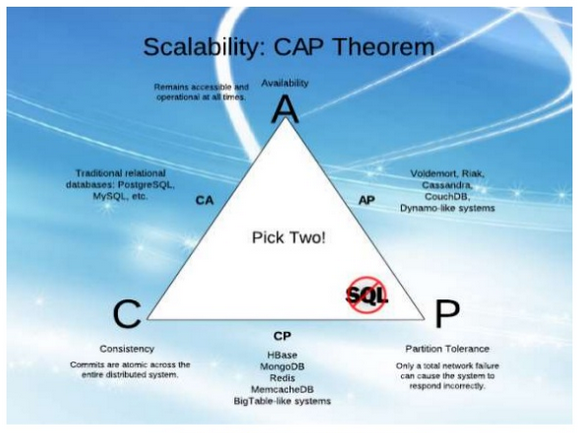 Scalability: CAP Theorem
Remains accessible and
operational at all times.
Availability
A
Traditional relational
databases: PostgreSQL,
MySQL, etc.
CA
AP
Voldemort, Riak,
Cassandra,
CouchDB,
Dynamo-like systems
Pick Two!
SQL
C
P
CP
Consistency
Commits are atomic across the
entire distributed system.
HBase
MongoDB
Redis
MemcacheDB
BigTable-like systems
Partition Tolerance
Only a total network failure
can cause the system to
respond incorrectly.